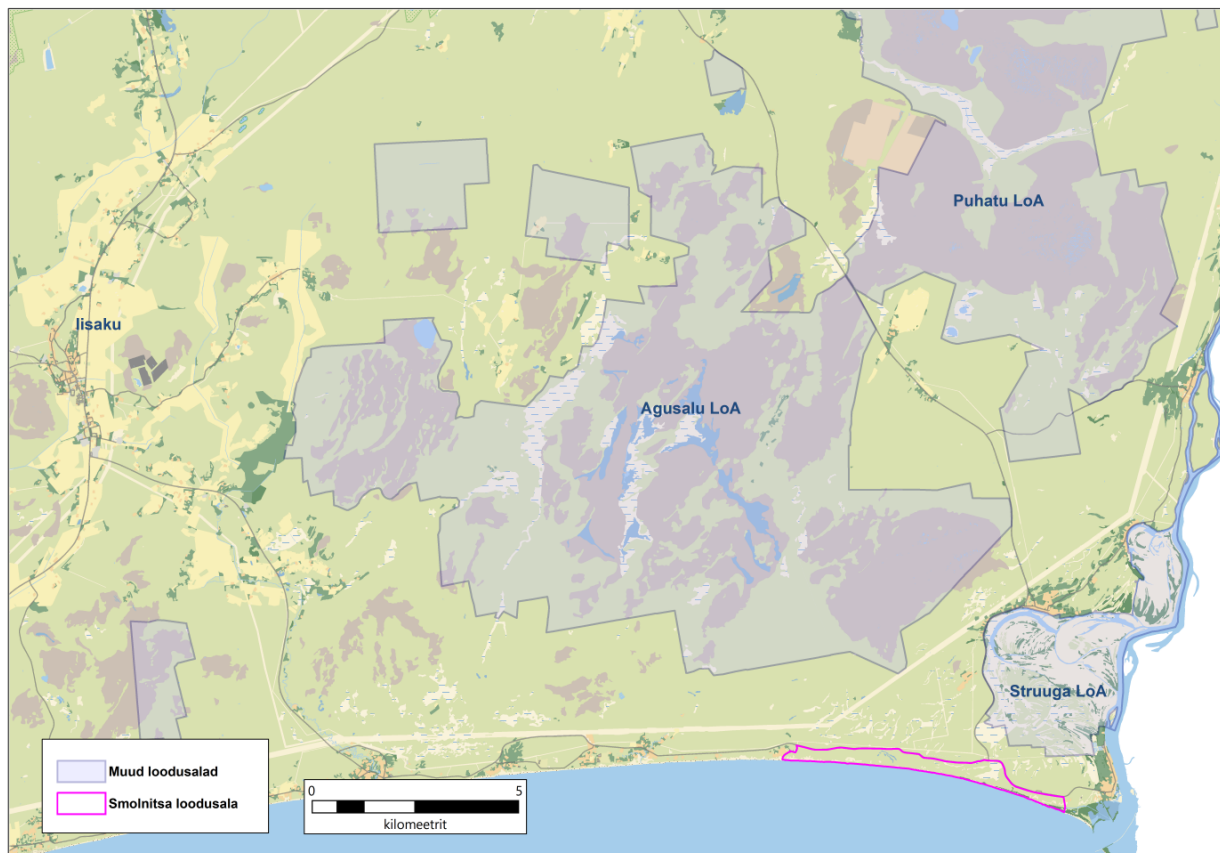 Puhatu LoA
Iisaku
Agusalu LoA
Struuga LoA
Muud loodusalad
Smolnitsa loodusala
0 5
kilomeetrit